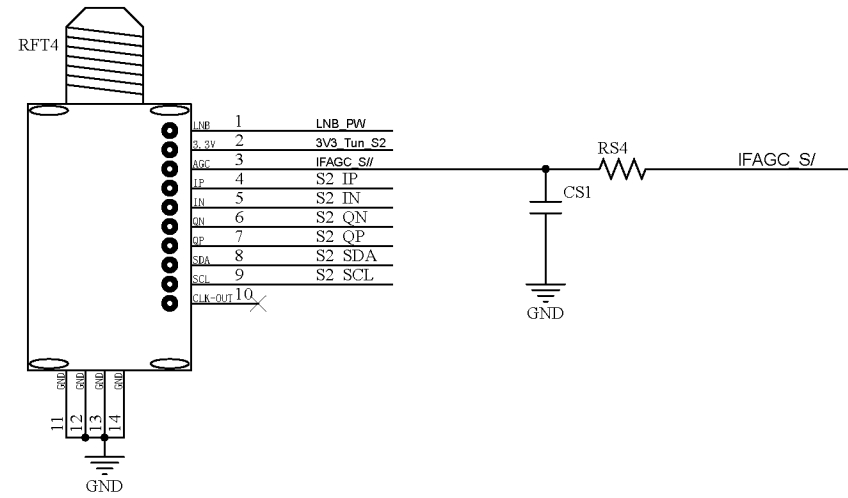 RFT4
LNB 1 LNB_PW
3.3V 2 3V3_Tun_S2
AGC 3 IFAGC_S//
IP 4 S2 IP
IN 5 S2 IN
QN 6 S2 QN
QP 7 S2 QP
SDA 8 S2 SDA
SCL 9 S2 SCL
CLK-OUT 10
RS4
IFAGC_S/
CS1
GND
GND GND GND GND
11 12 13 14
GND